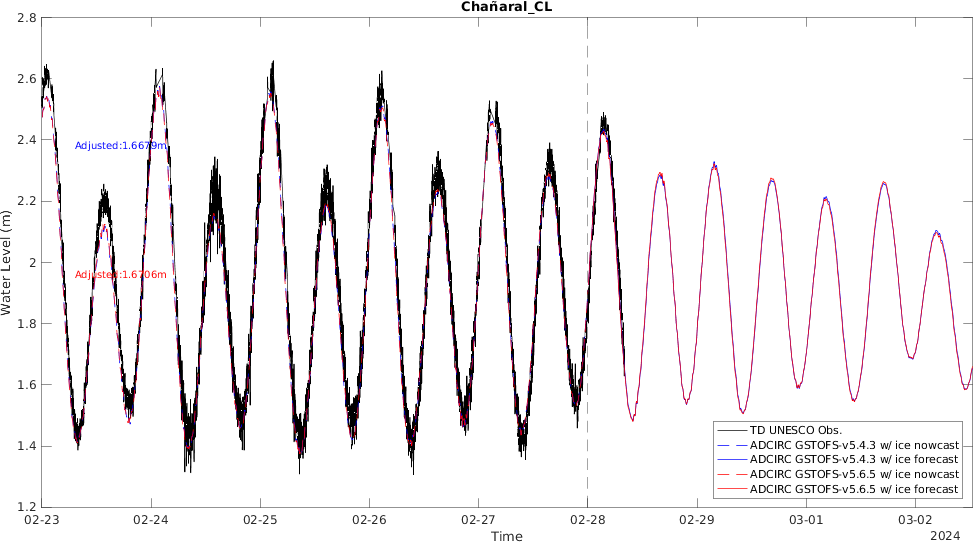 Chañaral_CL
2.8
2.6
2.4
2.2
2
1.8
1.6
1.4
1.2
Water Level (m)
Adjusted:1.6679m
Adjusted:1.6706m
TD UNESCO Obs.
ADCIRC GSTOFS-v5.4.3 w/ ice nowcast
ADCIRC GSTOFS-v5.4.3 w/ ice forecast
ADCIRC GSTOFS-v5.6.5 w/ ice nowcast
ADCIRC GSTOFS-v5.6.5 w/ ice forecast
02-23 02-24 02-25 02-26 02-27 02-28 02-29 03-01 03-02
Time
2024